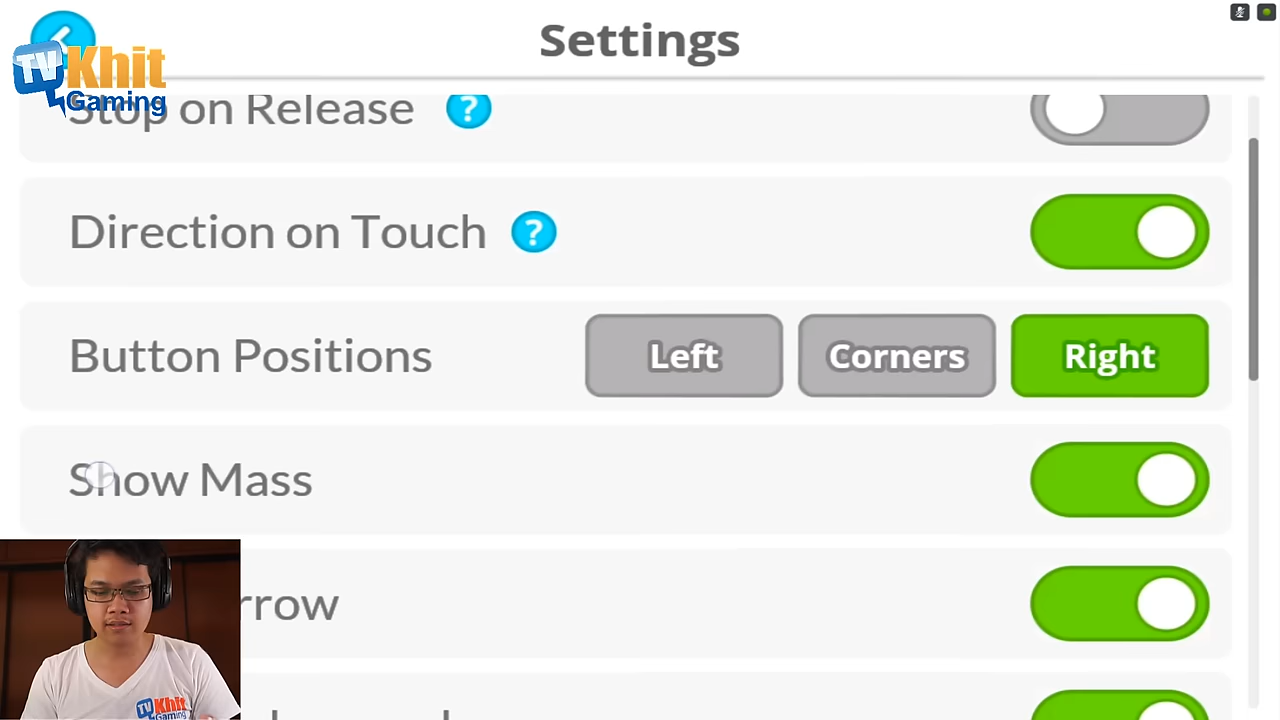 Settings
TV Khit
Gaming
Stop on Release ?
Direction on Touch ?
Button Positions Left Corners Right
Show Mass
TV Khit
Gaming